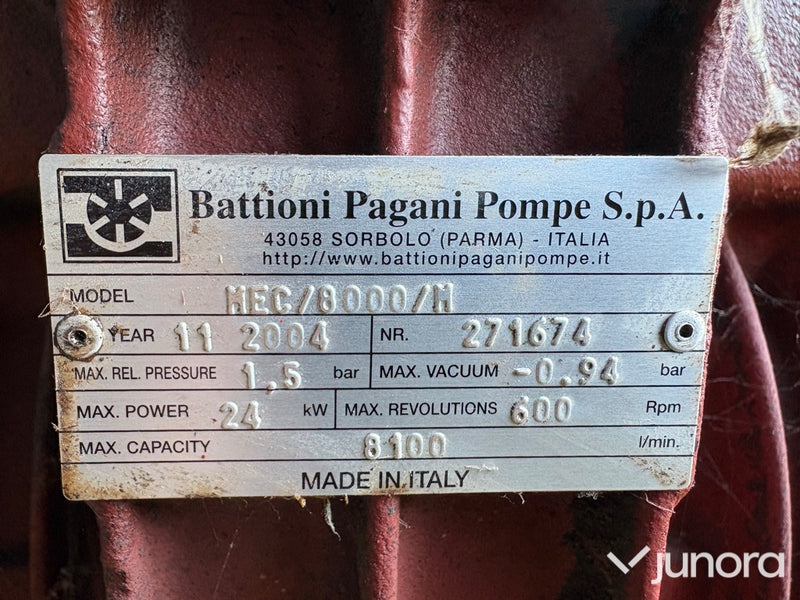 Battioni Pagani Pompe S.p.A.
43058 SORBOLO (PARMA) - ITALIA
http://www.battionipaganipompe.it
MODEL MEC/8000/M
YEAR 11 2004 NR. 271674
MAX. REL. PRESSURE 1,5 bar MAX. VACUUM -0.94 bar
MAX. POWER 24 kW MAX. REVOLUTIONS 600 Rpm
MAX. CAPACITY 8100 l/min.
MADE IN ITALY
junora